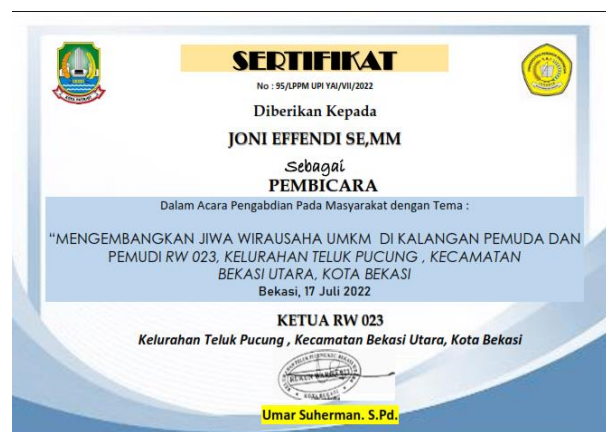 SERTIFIKAT
No : 95/LPPM UPI YAI/VII/2022
Diberikan Kepada
JONI EFFENDI SE,MM
Sebagai
PEMBICARA
Dalam Acara Pengabdian Pada Masyarakat dengan Tema :
“MENGEMBANGKAN JIWA WIRAUSAHA UMKM DI KALANGAN PEMUDA DAN
PEMUDI RW 023, KELURAHAN TELUK PUCUNG , KECAMATAN
BEKASI UTARA, KOTA BEKASI
Bekasi, 17 Juli 2022
KETUA RW 023
Kelurahan Teluk Pucung , Kecamatan Bekasi Utara, Kota Bekasi
Umar Suherman. S.Pd.